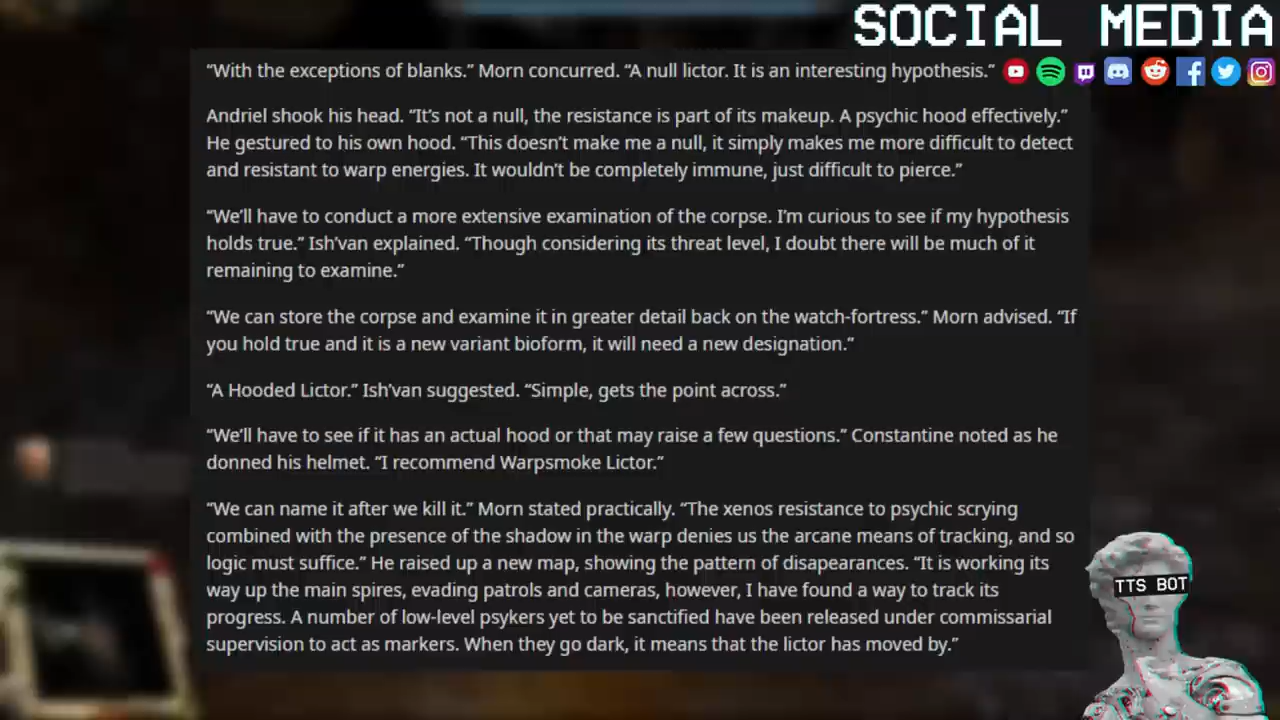 SOCIAL MEDIA
“With the exceptions of blanks.” Morn concurred. “A null lictor. It is an interesting hypothesis.”
Andriel shook his head. “It’s not a null, the resistance is part of its makeup. A psychic hood effectively.”
He gestured to his own hood. “This doesn’t make me a null, it simply makes me more difficult to detect
and resistant to warp energies. It wouldn’t be completely immune, just difficult to pierce.”
“We’ll have to conduct a more extensive examination of the corpse. I’m curious to see if my hypothesis
holds true.” Ish’van explained. “Though considering its threat level, I doubt there will be much of it
remaining to examine.”
“We can store the corpse and examine it in greater detail back on the watch-fortress.” Morn advised. “If
you hold true and it is a new variant bioform, it will need a new designation.”
“A Hooded Lictor.” Ish’van suggested. “Simple, gets the point across.”
“We’ll have to see if it has an actual hood or that may raise a few questions.” Constantine noted as he
donned his helmet. “I recommend Warpsmoke Lictor.”
“We can name it after we kill it.” Morn stated practically. “The xenos resistance to psychic scrying
combined with the presence of the shadow in the warp denies us the arcane means of tracking, and so
logic must suffice.” He raised up a new map, showing the pattern of disapearances. “It is working its
way up the main spires, evading patrols and cameras, however, I have found a way to track its
progress. A number of low-level psykers yet to be sanctified have been released under commissarial
supervision to act as markers. When they go dark, it means that the lictor has moved by.”
TTS BOT